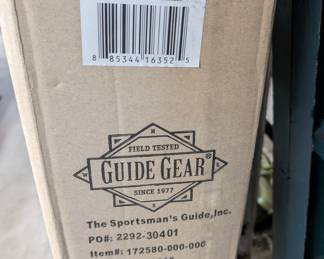 8 85344 16352 5
N
FIELD TESTED
W GUIDE GEAR® E
SINCE 1977
S
The Sportsman's Guide, Inc.
PO#: 2292-30401
Item#: 172580-000-000